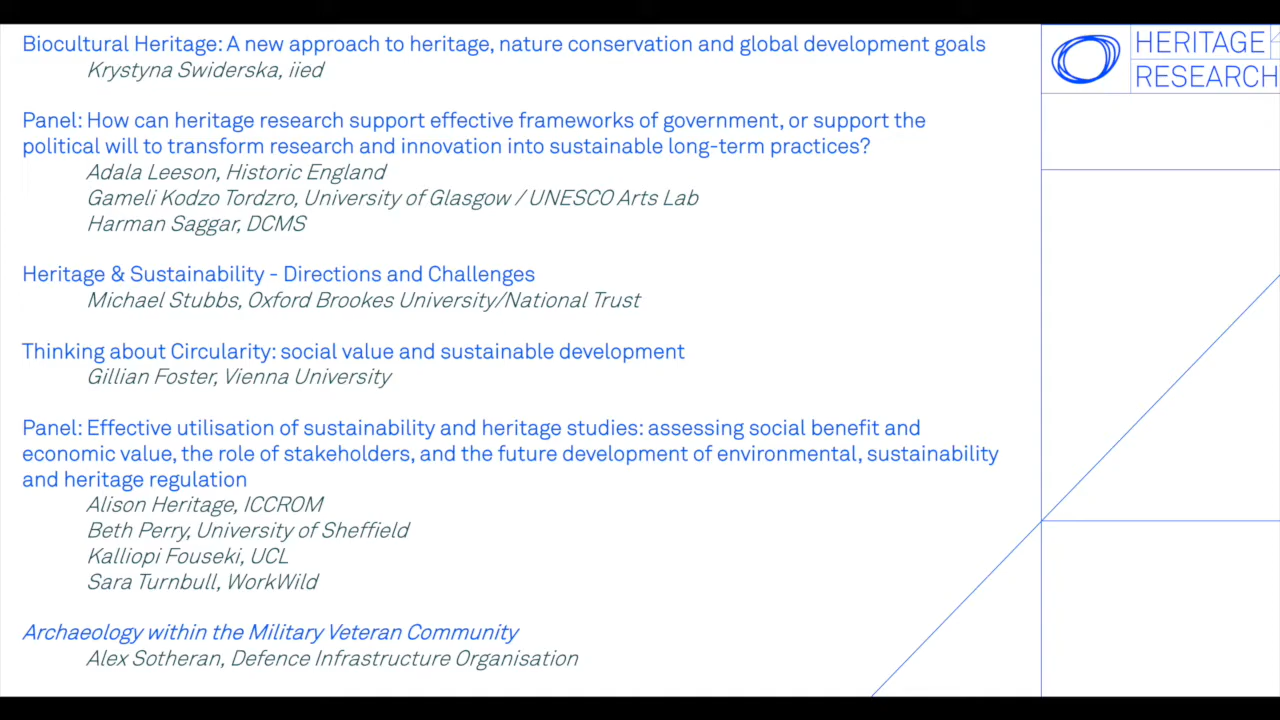 Biocultural Heritage: A new approach to heritage, nature conservation and global development goals
Krystyna Swiderska, iied
Panel: How can heritage research support effective frameworks of government, or support the
political will to transform research and innovation into sustainable long-term practices?
Adala Leeson, Historic England
Gameli Kodzo Tordzro, University of Glasgow / UNESCO Arts Lab
Harman Saggar, DCMS
Heritage & Sustainability - Directions and Challenges
Michael Stubbs, Oxford Brookes University/National Trust
Thinking about Circularity: social value and sustainable development
Gillian Foster, Vienna University
Panel: Effective utilisation of sustainability and heritage studies: assessing social benefit and
economic value, the role of stakeholders, and the future development of environmental, sustainability
and heritage regulation
Alison Heritage, ICCROM
Beth Perry, University of Sheffield
Kalliopi Fouseki, UCL
Sara Turnbull, WorkWild
Archaeology within the Military Veteran Community
Alex Sotheran, Defence Infrastructure Organisation
HERITAGE
RESEARCH